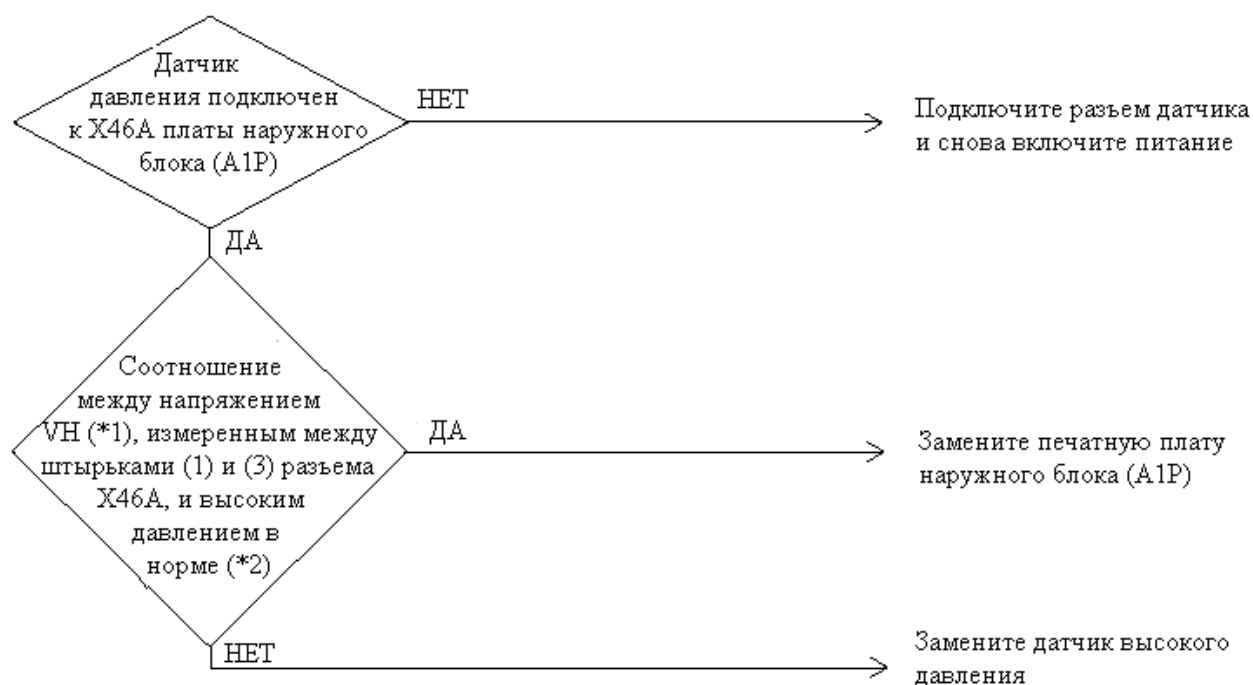 Датчик
давления подключен
к X46A платы наружного
блока (A1P)
НЕТ
Подключите разъем датчика
и снова включите питание
ДА
Соотношение
между напряжением
VH (*1), измеренным между
штырьками (1) и (3) разъема
X46A, и высоким
давлением в
норме (*2)
ДА
Замените печатную плату
наружного блока (A1P)
НЕТ
Замените датчик высокого
давления